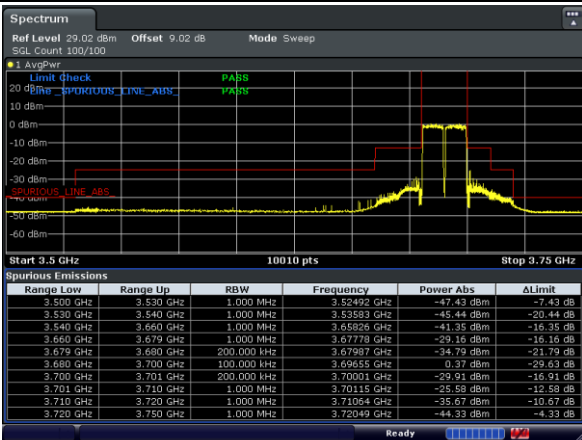 Spectrum
Ref Level 29.02 dBm Offset 9.02 dB Mode Sweep
SGL Count 100/100
1 AvgPwr
Limit Check PASS
20 dBm Line _SPURIOUS_LINE_ABS_ PASS
10 dBm
0 dBm
-10 dBm
-20 dBm
-30 dBm
_SPURIOUS_LINE_ABS_
-40 dBm
-50 dBm
-60 dBm
Start 3.5 GHz 10010 pts Stop 3.75 GHz
Spurious Emissions
Range Low Range Up RBW Frequency Power Abs ΔLimit
3.500 GHz 3.530 GHz 1.000 MHz 3.52492 GHz -47.43 dBm -7.43 dB
3.530 GHz 3.540 GHz 1.000 MHz 3.53583 GHz -45.44 dBm -20.44 dB
3.540 GHz 3.660 GHz 1.000 MHz 3.65826 GHz -41.35 dBm -16.35 dB
3.660 GHz 3.679 GHz 1.000 MHz 3.67778 GHz -29.16 dBm -16.16 dB
3.679 GHz 3.680 GHz 200.000 kHz 3.67987 GHz -34.79 dBm -21.79 dB
3.680 GHz 3.700 GHz 100.000 kHz 3.69655 GHz 0.37 dBm -29.63 dB
3.700 GHz 3.701 GHz 200.000 kHz 3.70001 GHz -29.91 dBm -16.91 dB
3.701 GHz 3.710 GHz 1.000 MHz 3.70115 GHz -25.58 dBm -12.58 dB
3.710 GHz 3.720 GHz 1.000 MHz 3.71064 GHz -35.67 dBm -10.67 dB
3.720 GHz 3.750 GHz 1.000 MHz 3.72049 GHz -44.33 dBm -4.33 dB
Ready